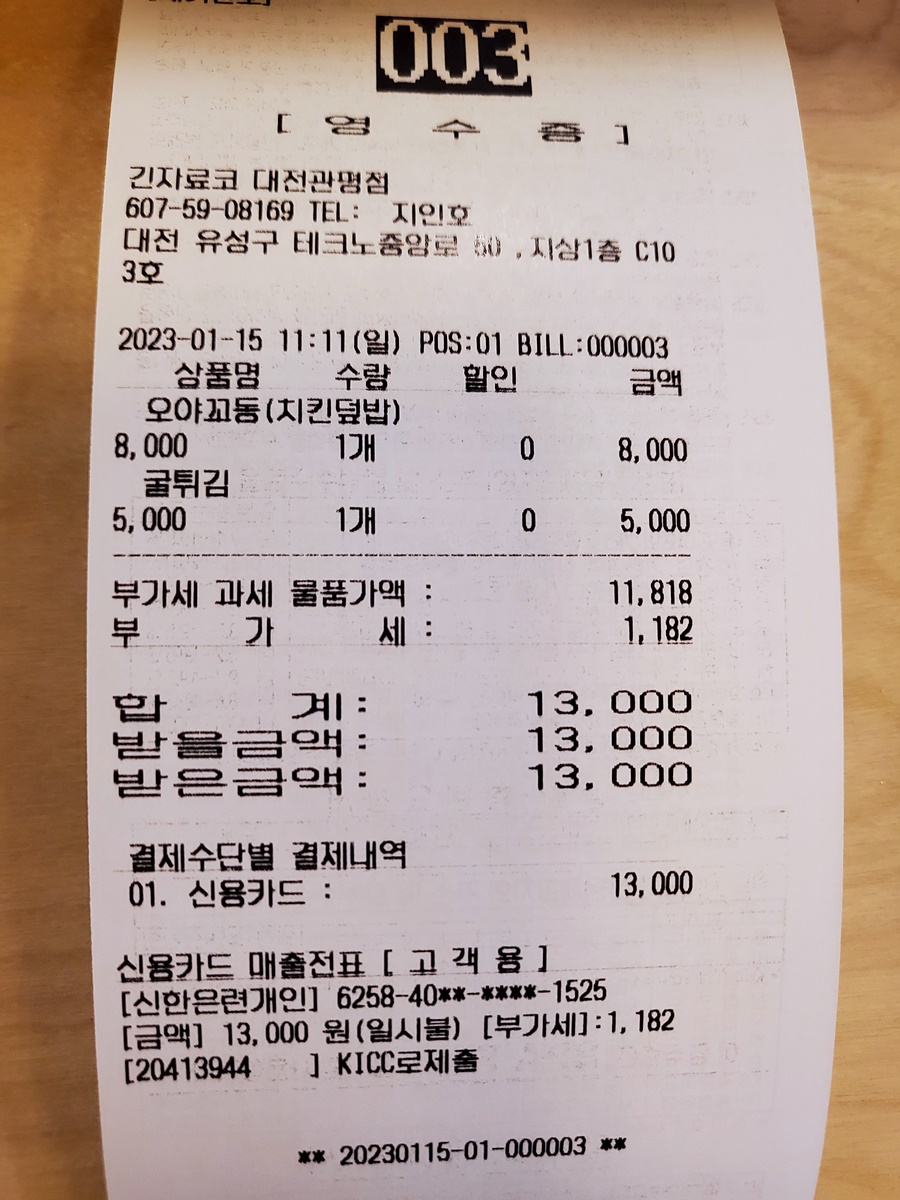 003
[ 영 수 증 ]
긴자료코 대전관평점
607-59-08169 TEL: 지인호
대전 유성구 테크노중앙로 50 ,지상1층 C10
3호
2023-01-15 11:11(일) POS:01 BILL:000003
상품명 수량 할인 금액
오야꼬동(치킨덮밥)
8,000 1개 0 8,000
굴튀김
5,000 1개 0 5,000
부가세 과세 물품가액 : 11,818
부 가 세 : 1,182
합 계 : 13,000
받을금액 : 13,000
받은금액 : 13,000
결제수단별 결제내역
01. 신용카드 : 13,000
신용카드 매출전표 [ 고 객 용 ]
[신한은련개인] 6258-40**-****-1525
[금액] 13,000 원(일시불) [부가세]:1,182
[20413944 ] KICC로제출
** 20230115-01-000003 **